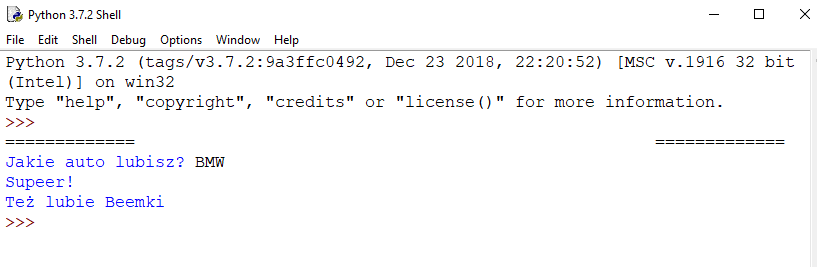 Python 3.7.2 Shell
File Edit Shell Debug Options Window Help
Python 3.7.2 (tags/v3.7.2:9a3ffc0492, Dec 23 2018, 22:20:52) [MSC v.1916 32 bit
(Intel)] on win32
Type "help", "copyright", "credits" or "license()" for more information.
>>>
============= =============
Jakie auto lubisz? BMW
Supeer!
Też lubie Beemki
>>>